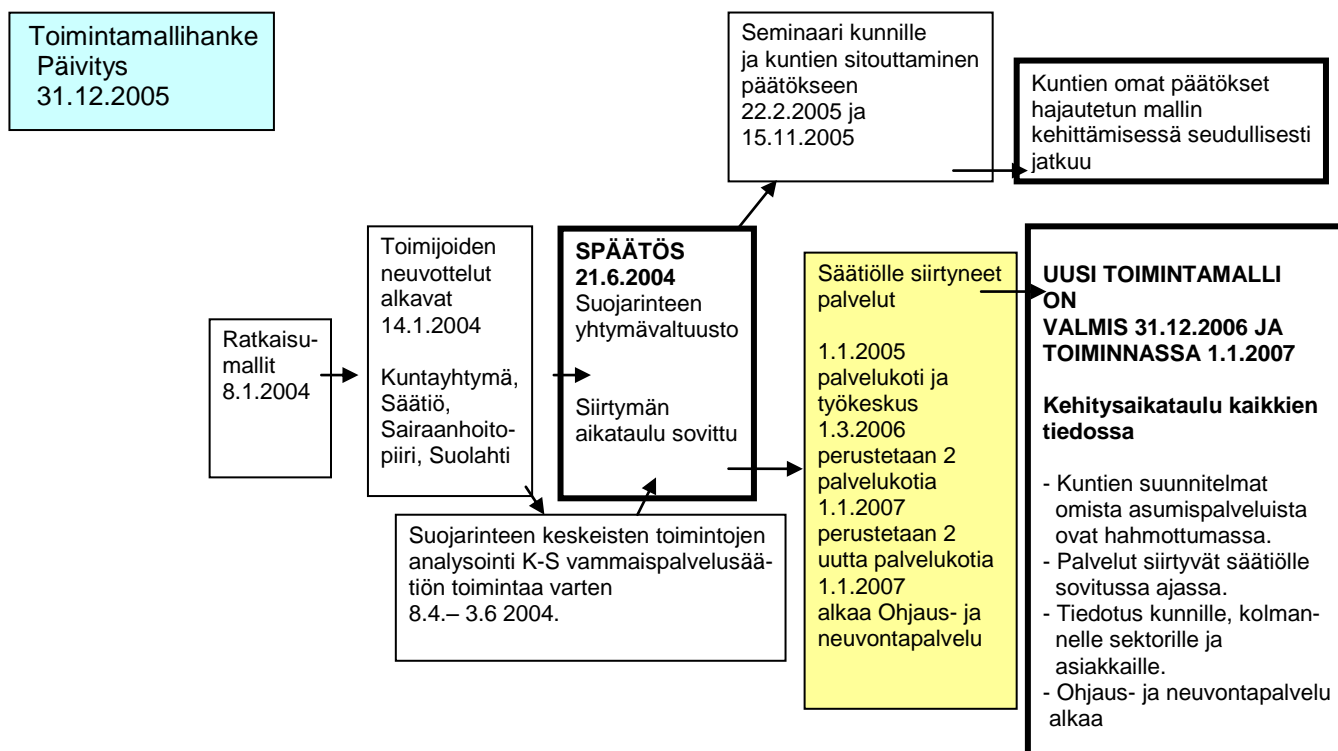 Toimintamallihanke
Päivitys
31.12.2005
Seminaari kunnille
ja kuntien sitouttaminen
päätökseen
22.2.2005 ja
15.11.2005
Kuntien omat päätökset
hajautetun mallin
kehittämisessä seudullisesti
jatkuu
Ratkaisu-
mallit
8.1.2004
Toimijoiden
neuvottelut
alkavat
14.1.2004
Kuntayhtymä,
Säätiö,
Sairaanhoito-
piiri, Suolahti
SPÄÄTÖS
21.6.2004
Suojarinteen
yhtymävaltuusto
Siirtymän
aikataulu sovittu
Suojarinteen keskeisten toimintojen
analysointi K-S vammaispalvelusää-
tiön toimintaa varten
8.4.– 3.6 2004.
Säätiölle siirtyneet
palvelut
1.1.2005
palvelukoti ja
työkeskus
1.3.2006
perustetaan 2
palvelukotia
1.1.2007
perustetaan 2
uutta palvelukotia
1.1.2007
alkaa Ohjaus- ja
neuvontapalvelu
UUSI TOIMINTAMALLI
ON
VALMIS 31.12.2006 JA
TOIMINNASSA 1.1.2007
Kehitysaikataulu kaikkien
tiedossa
- Kuntien suunnitelmat
omista asumispalveluista
ovat hahmottumassa.
- Palvelut siirtyvät säätiölle
sovitussa ajassa.
- Tiedotus kunnille, kolman-
nelle sektorille ja
asiakkaille.
- Ohjaus- ja neuvontapalvelu
alkaa